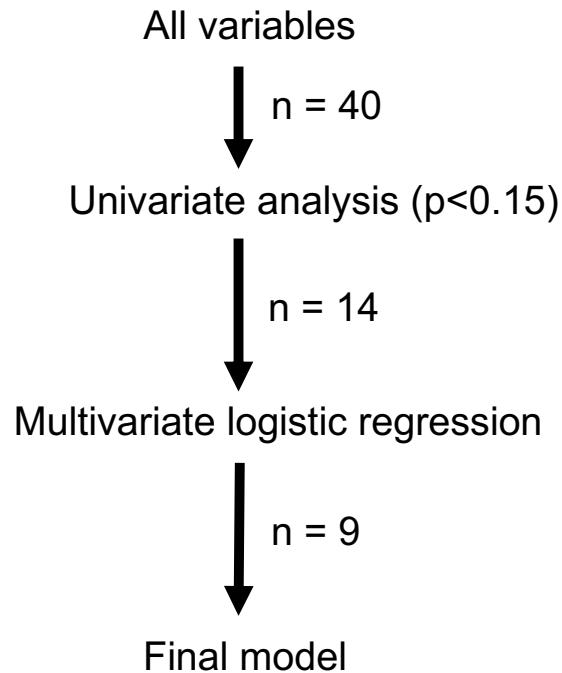 All variables
n = 40
Univariate analysis (p<0.15)
n = 14
Multivariate logistic regression
n = 9
Final model